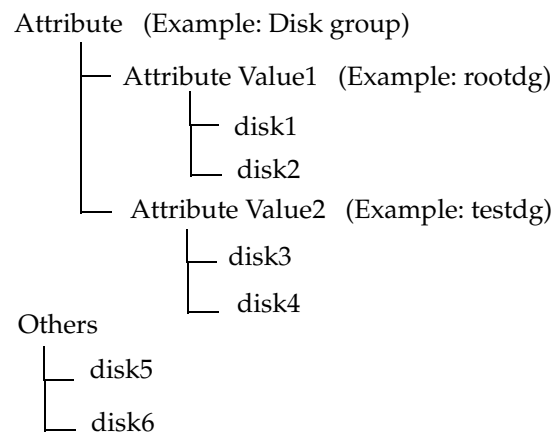 Attribute (Example: Disk group)
Attribute Value1 (Example: rootdg)
disk1
disk2
Attribute Value2 (Example: testdg)
disk3
disk4
Others
disk5
disk6